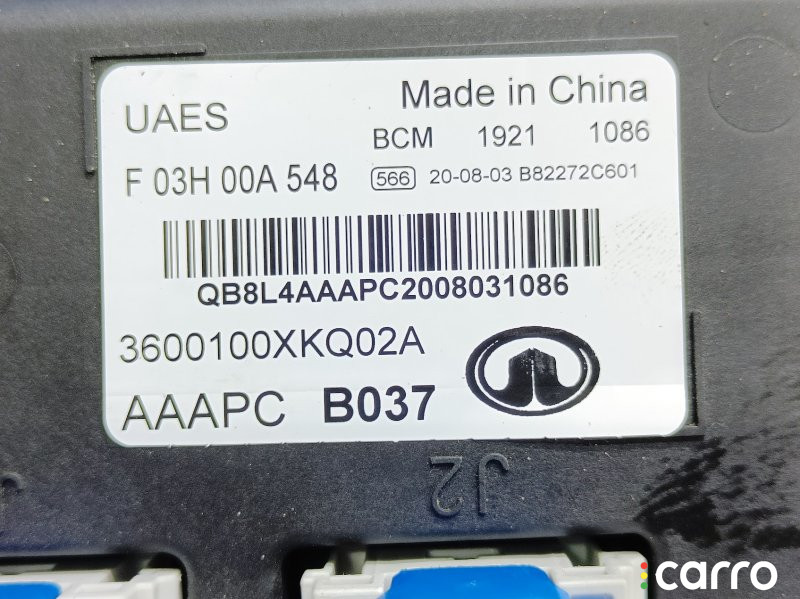 UAES Made in China
BCM 1921 1086
F 03H 00A 548 566 20-08-03 B82272C601
QB8L4AAAPC2008031086
3600100XKQ02A
AAAPC B037
J2
carro